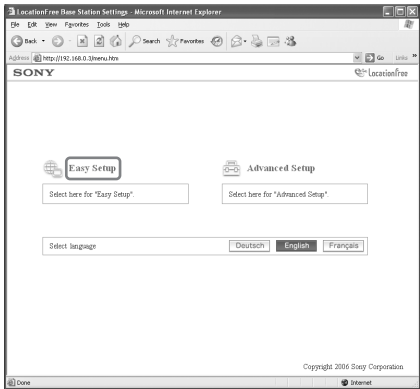 LocationFree Base Station Settings - Microsoft Internet Explorer
File Edit View Favorites Tools Help
Back Search Favorites
Address http://192.168.0.3/menu.htm Go Links »
SONY LocationFree
Easy Setup Advanced Setup
Select here for "Easy Setup". Select here for "Advanced Setup".
Select language Deutsch English Français
Copyright 2006 Sony Corporation
Done Internet